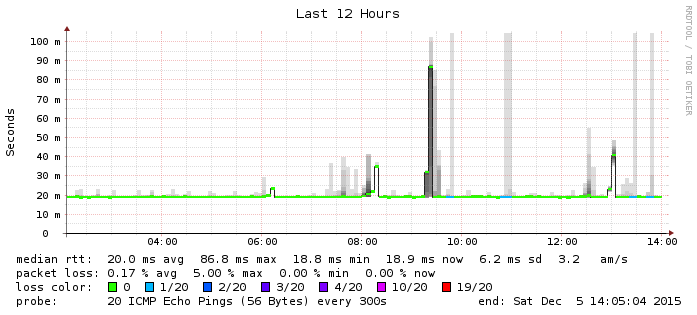 Last 12 Hours
RRDTOOL / TOBI OETIKER
Seconds
100 m
90 m
80 m
70 m
60 m
50 m
40 m
30 m
20 m
10 m
0
04:00 06:00 08:00 10:00 12:00 14:00
median rtt: 20.0 ms avg 86.8 ms max 18.8 ms min 18.9 ms now 6.2 ms sd 3.2 am/s
packet loss: 0.17 % avg 5.00 % max 0.00 % min 0.00 % now
loss color: 0 1/20 2/20 3/20 4/20 10/20 19/20
probe: 20 ICMP Echo Pings (56 Bytes) every 300s end: Sat Dec 5 14:05:04 2015